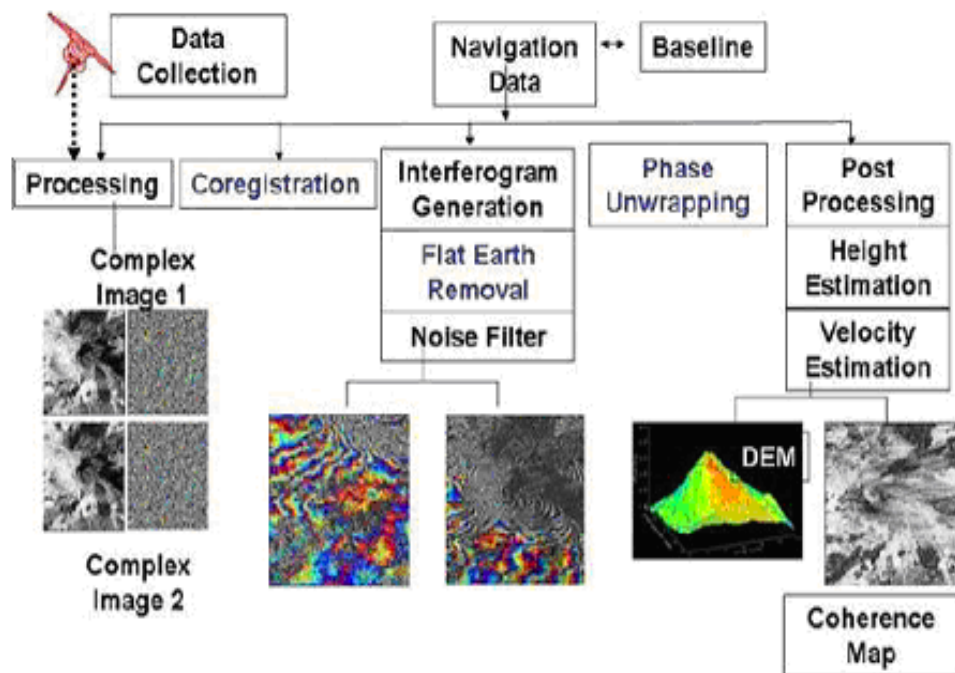 Data
Collection
Navigation
Data
Baseline
Processing
Coregistration
Interferogram
Generation
Flat Earth
Removal
Noise Filter
Phase
Unwrapping
Post
Processing
Height
Estimation
Velocity
Estimation
Complex
Image 1
Complex
Image 2
DEM
Coherence
Map